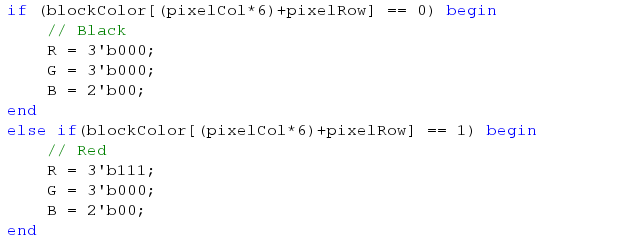 if (blockColor[(pixelCol*6)+pixelRow] == 0) begin
    // Black
    R = 3'b000;
    G = 3'b000;
    B = 2'b00;
end
else if(blockColor[(pixelCol*6)+pixelRow] == 1) begin
    // Red
    R = 3'b111;
    G = 3'b000;
    B = 2'b00;
end